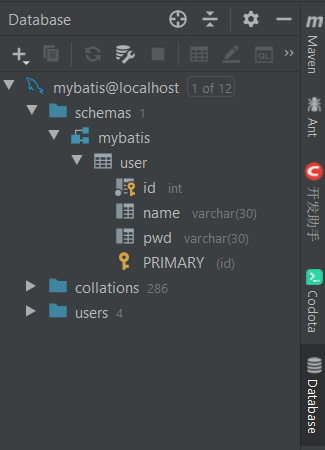 Database
mybatis@localhost 1 of 12
schemas 1
mybatis
user
id int
name varchar(30)
pwd varchar(30)
PRIMARY (id)
collations 286
users 4
m
Maven
Ant
C
开发助手
Codota
Database
QL